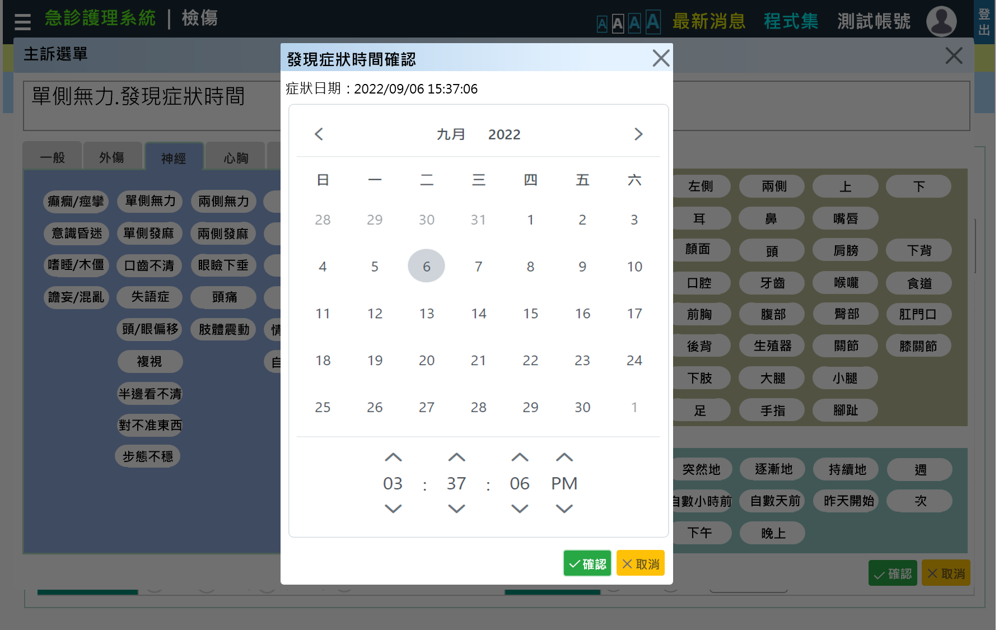 急診護理系統 | 檢傷
A A A A 最新消息 程式集 測試帳號 登出
主訴選單
單側無力.發現症狀時間
一般 外傷 神經 心胸
癲癇/痙攣 單側無力 兩側無力
意識昏迷 單側發麻 兩側發麻
嗜睡/木僵 口齒不清 眼瞼下垂
譫妄/混亂 失語症 頭痛
頭/眼偏移 肢體震動 情
複視 自
半邊看不清
對不准東西
步態不穩
發現症狀時間確認
症狀日期：2022/09/06 15:37:06
九月 2022
日 一 二 三 四 五 六
28 29 30 31 1 2 3
4 5 6 7 8 9 10
11 12 13 14 15 16 17
18 19 20 21 22 23 24
25 26 27 28 29 30 1
03 : 37 : 06 PM
確認 取消
左側 兩側 上 下
耳 鼻 嘴唇
顏面 頭 肩膀 下背
口腔 牙齒 喉嚨 食道
前胸 腹部 臀部 肛門口
後背 生殖器 關節 膝關節
下肢 大腿 小腿
足 手指 腳趾
突然地 逐漸地 持續地 週
自數小時前 自數天前 昨天開始 次
下午 晚上
確認 取消